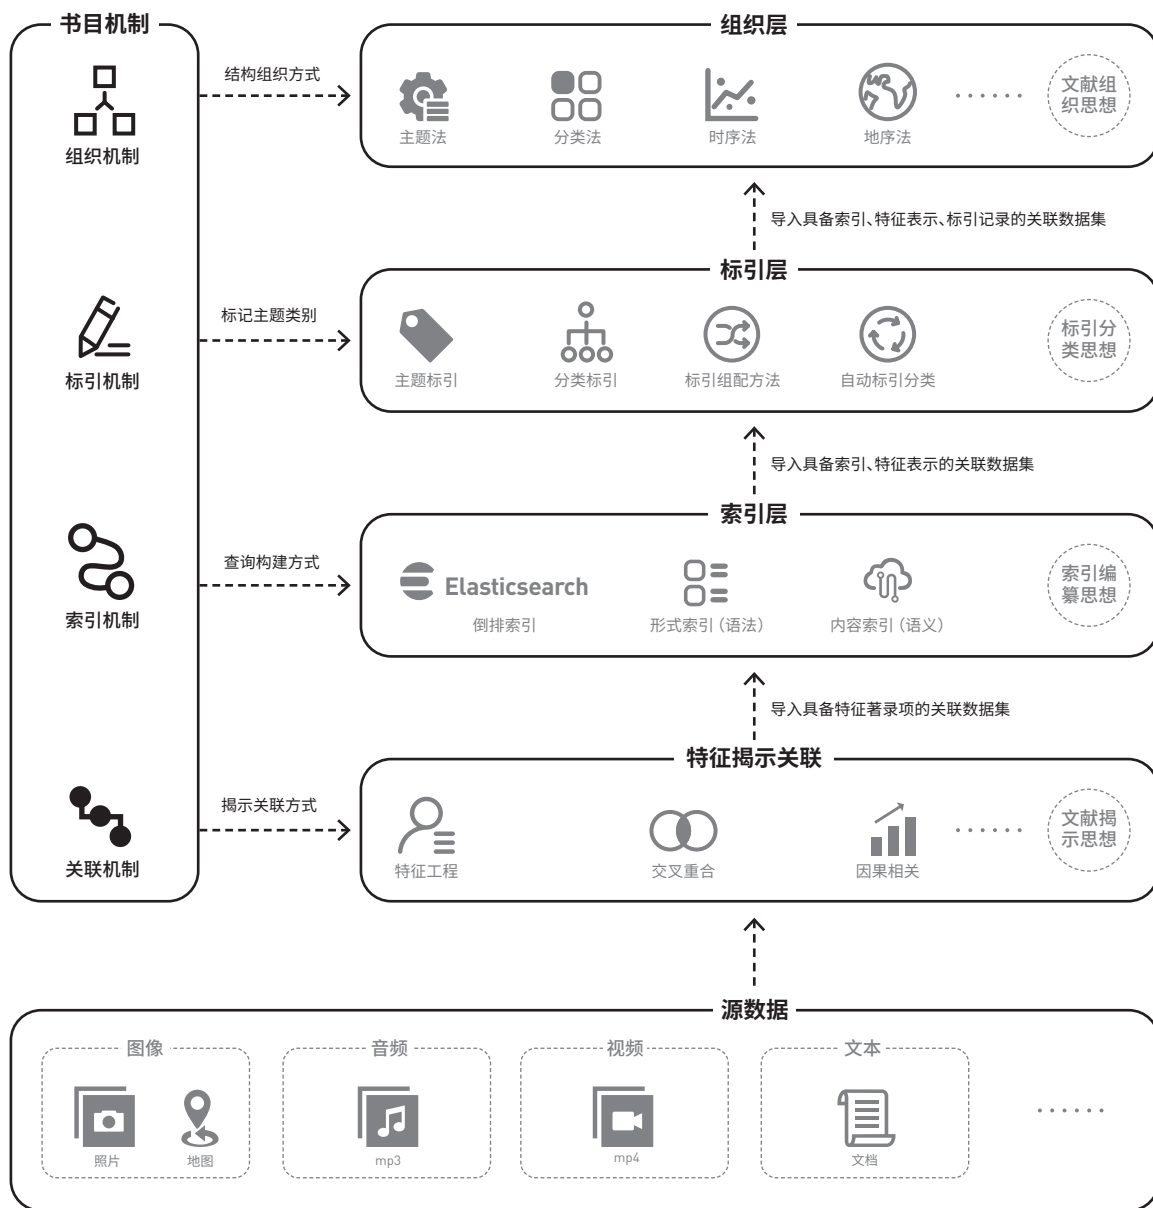 书目机制
组织层
结构组织方式
组织机制
主题法
分类法
时序法
地序法
······
文献组
织思想
导入具备索引、特征表示、标引记录的关联数据集
标引层
标记主题类别
标引机制
主题标引
分类标引
标引组配方法
自动标引分类
标引分
类思想
导入具备索引、特征表示的关联数据集
索引层
查询构建方式
索引机制
Elasticsearch
倒排索引
形式索引（语法）
内容索引（语义）
索引编
纂思想
导入具备特征著录项的关联数据集
特征揭示关联
揭示关联方式
关联机制
特征工程
交叉重合
因果相关
······
文献揭
示思想
源数据
图像
音频
视频
文本
照片
地图
mp3
mp4
文档
······